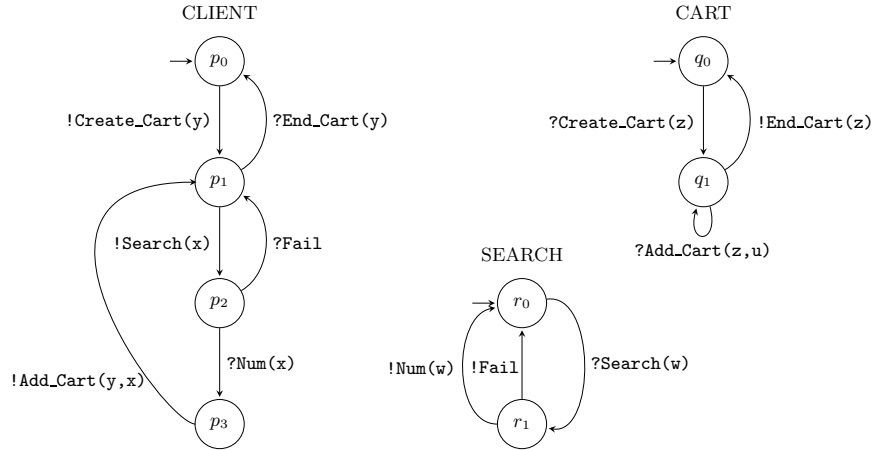 CLIENT
p0
!Create_Cart(y)
?End_Cart(y)
p1
!Search(x)
?Fail
p2
?Num(x)
!Add_Cart(y,x)
p3
CART
q0
?Create_Cart(z)
!End_Cart(z)
q1
?Add_Cart(z,u)
SEARCH
r0
!Num(w)
!Fail
?Search(w)
r1